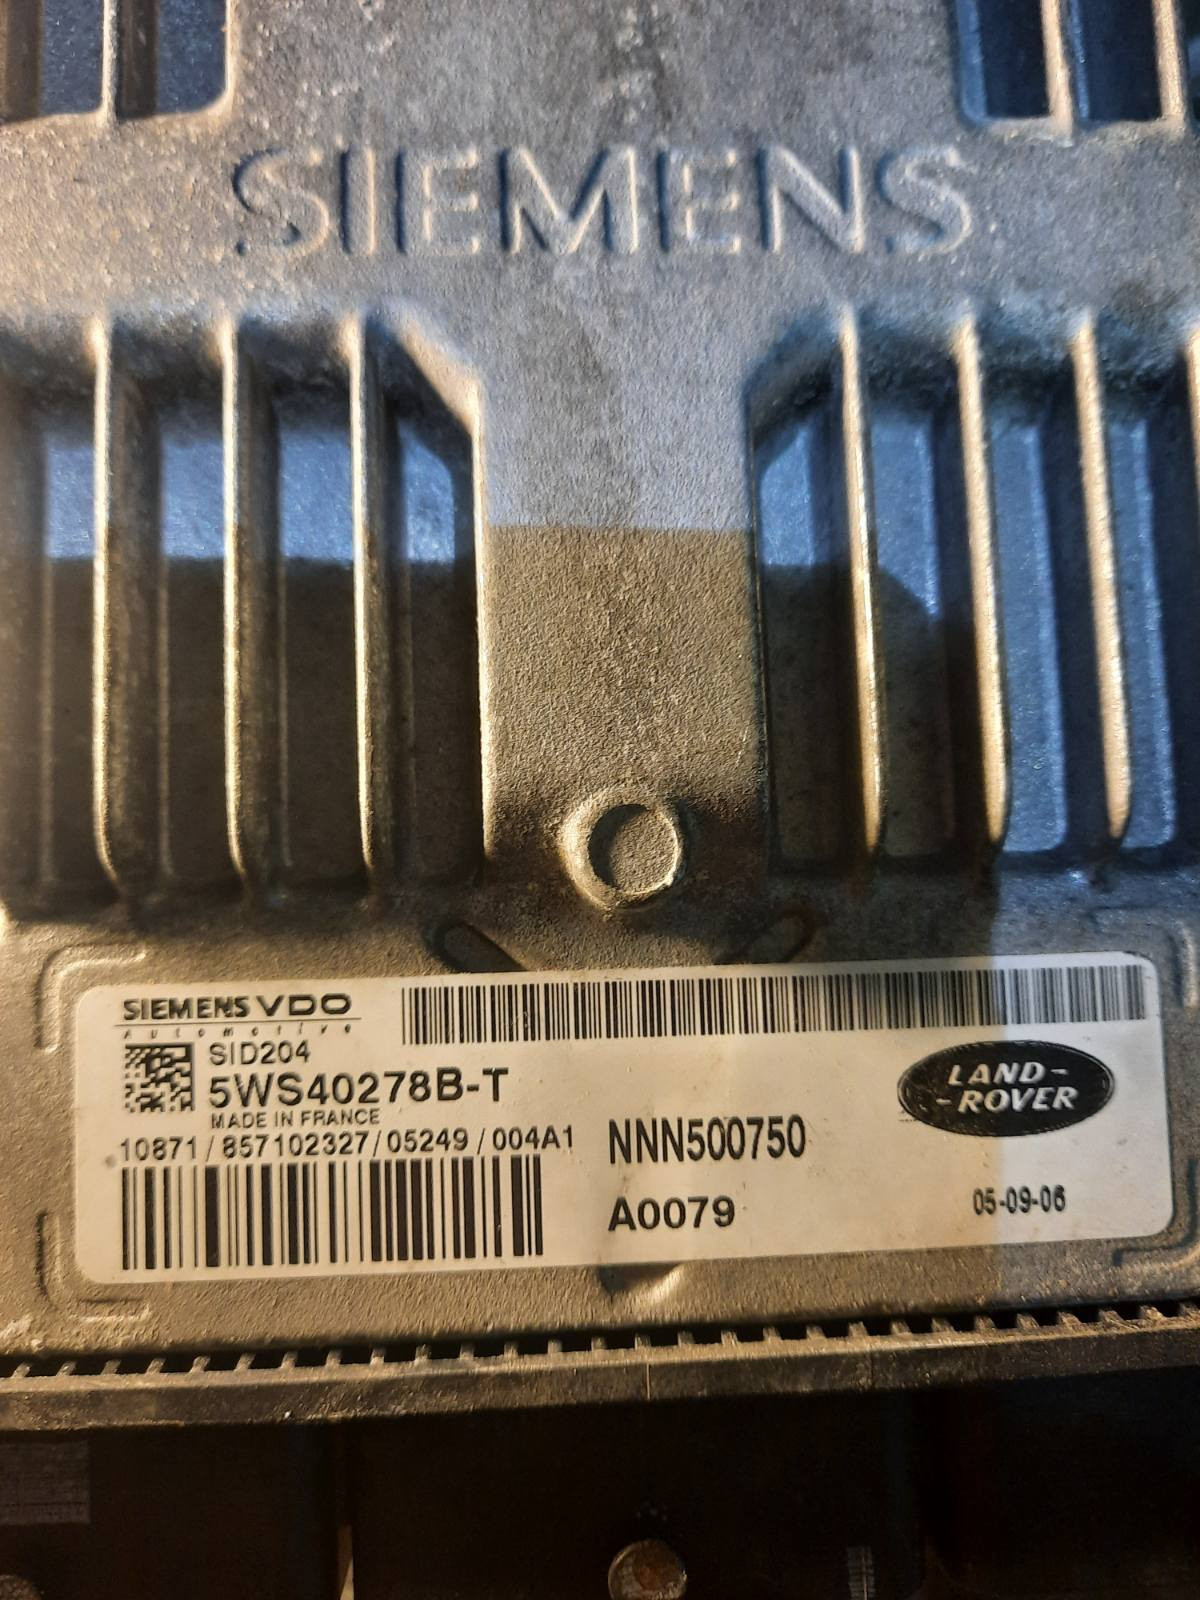 SIEMENS
SIEMENS VDO
Automotive
SID204
5WS40278B-T
MADE IN FRANCE
10871/857102327/05249/004A1
NNN500750
A0079
LAND-
-ROVER
05-09-06